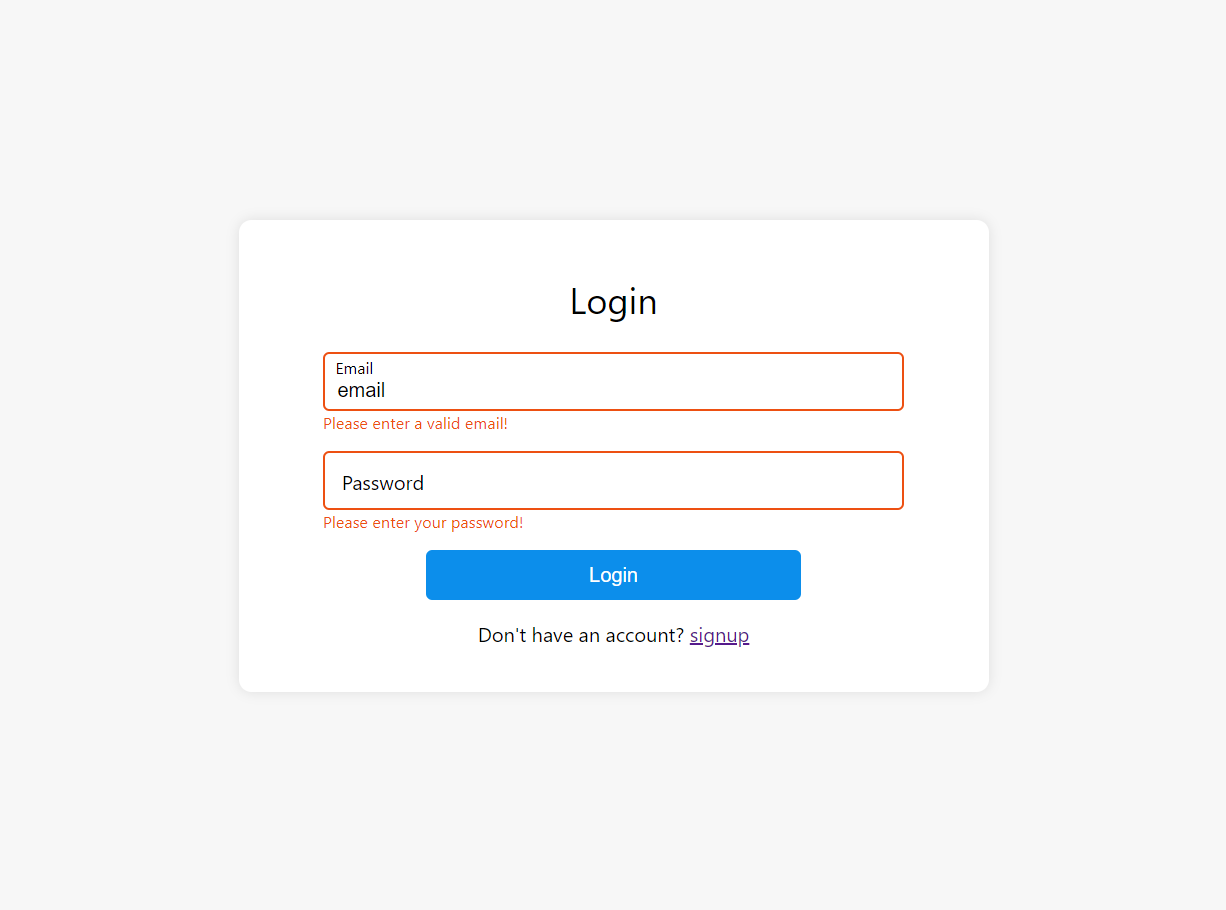 Login
Email
email
Please enter a valid email!
Password
Please enter your password!
Login
Don't have an account? signup